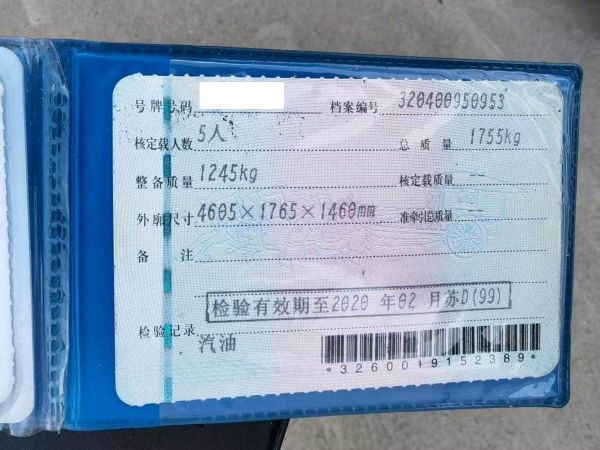 号牌号码 档案编号 320400950953
核定载人数 5人 总质量 1755kg
整备质量 1245kg 核定载质量 --
外廓尺寸 4605×1765×1460mm 准牵引总质量 --
备注
检验有效期至2020年02月苏D(99)
检验记录
汽油
*3260019152389*